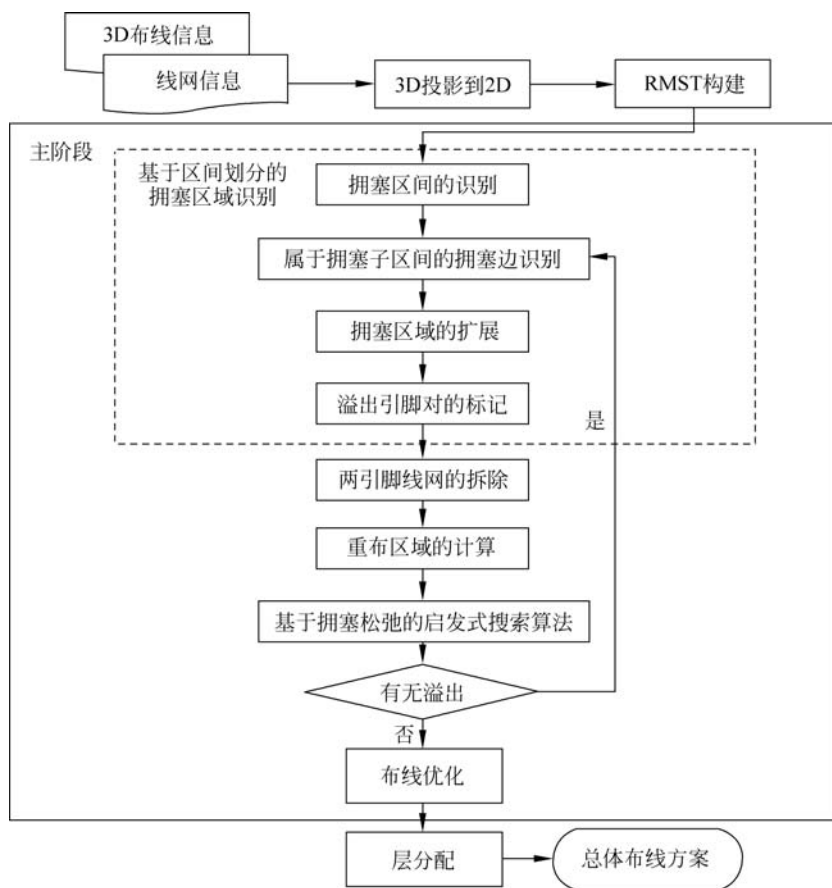 3D布线信息
线网信息
3D投影到2D
RMST构建
主阶段
基于区间划分的
拥塞区域识别
拥塞区间的识别
属于拥塞子区间的拥塞边识别
拥塞区域的扩展
溢出引脚对的标记
是
两引脚线网的拆除
重布区域的计算
基于拥塞松弛的启发式搜索算法
有无溢出
否
布线优化
层分配
总体布线方案